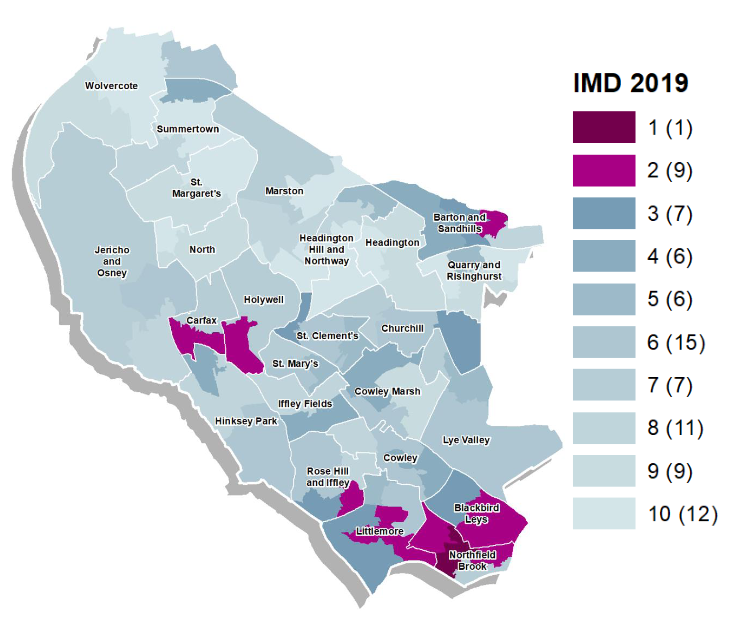 IMD 2019
1 (1)
2 (9)
3 (7)
4 (6)
5 (6)
6 (15)
7 (7)
8 (11)
9 (9)
10 (12)
Wolvercote
Summertown
St.
Margaret's
Marston
Barton and
Sandhills
Jericho
and
Osney
North
Headington
Hill and
Northway
Headington
Quarry and
Risinghurst
Holywell
Carfax
St. Clement's
Churchill
St. Mary's
Cowley Marsh
Iffley Fields
Hinksey Park
Lye Valley
Cowley
Rose Hill
and Iffley
Blackbird
Leys
Littlemore
Northfield
Brook